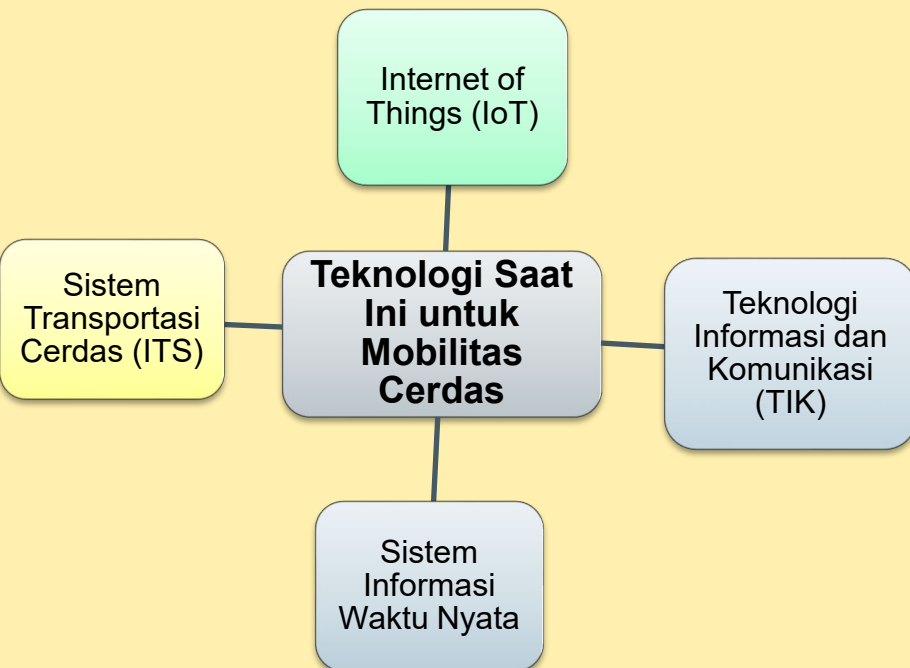 Internet of
Things (IoT)
Sistem
Transportasi
Cerdas (ITS)
Teknologi Saat
Ini untuk
Mobilitas
Cerdas
Teknologi
Informasi dan
Komunikasi
(TIK)
Sistem
Informasi
Waktu Nyata